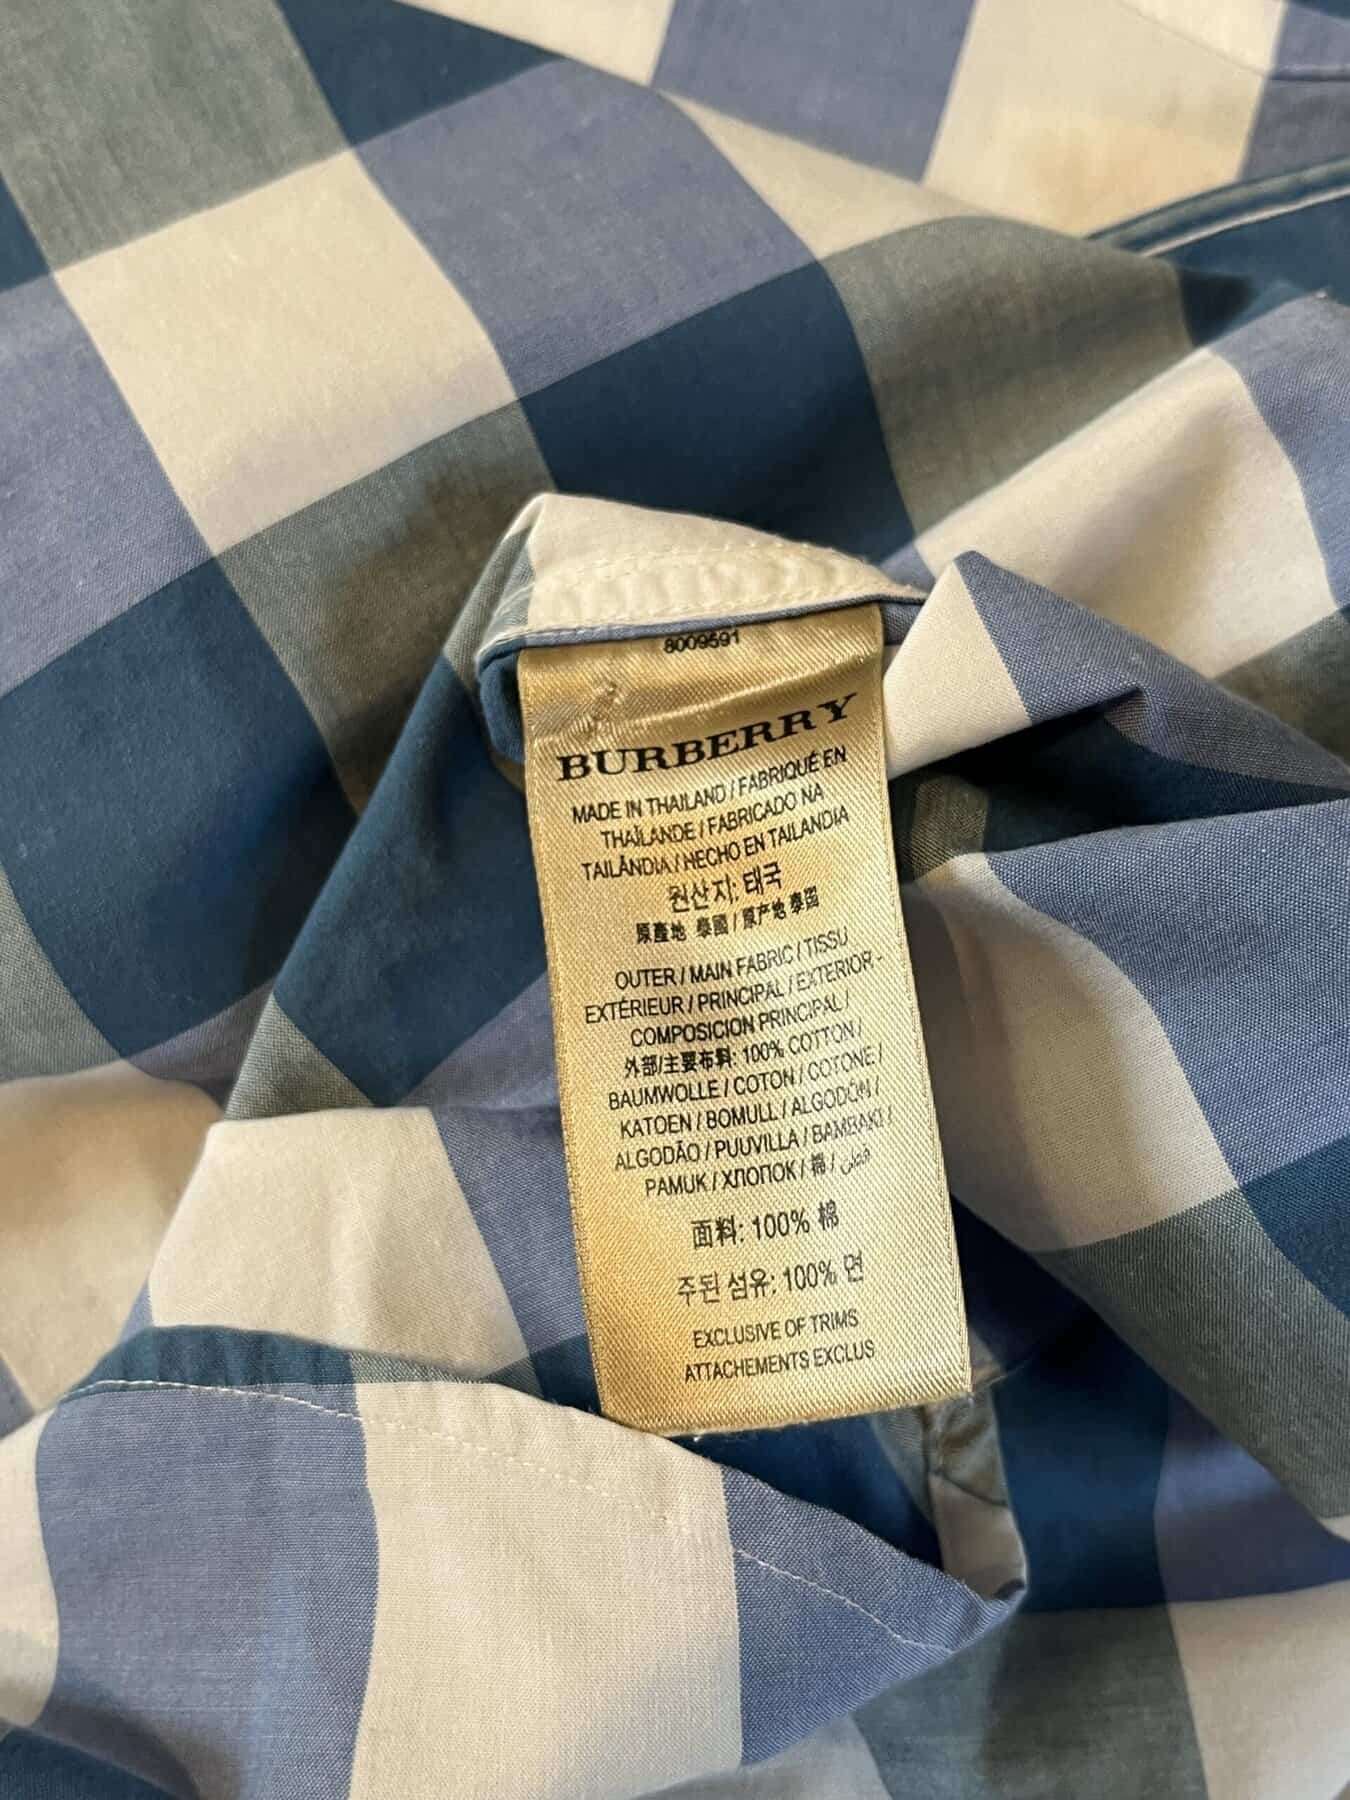 8009591
BURBERRY
MADE IN THAILAND / FABRIQUÉ EN
THAÏLANDE / FABRICADO NA
TAILÂNDIA / HECHO EN TAILANDIA
원산지: 태국
原產地 泰國 / 原产地 泰國
OUTER / MAIN FABRIC / TISSU
EXTÉRIEUR / PRINCIPAL / EXTERIOR -
COMPOSICION PRINCIPAL /
外部/主要布料: 100% COTTON /
BAUMWOLLE / COTON / COTONE /
KATOEN / BOMULL / ALGODÓN /
ALGODÃO / PUUVILLA / BAMBAKI /
PAMUK / ХЛОПОК / 棉 / قطن
面料: 100% 棉
주된 섬유: 100% 면
EXCLUSIVE OF TRIMS
ATTACHEMENTS EXCLUS